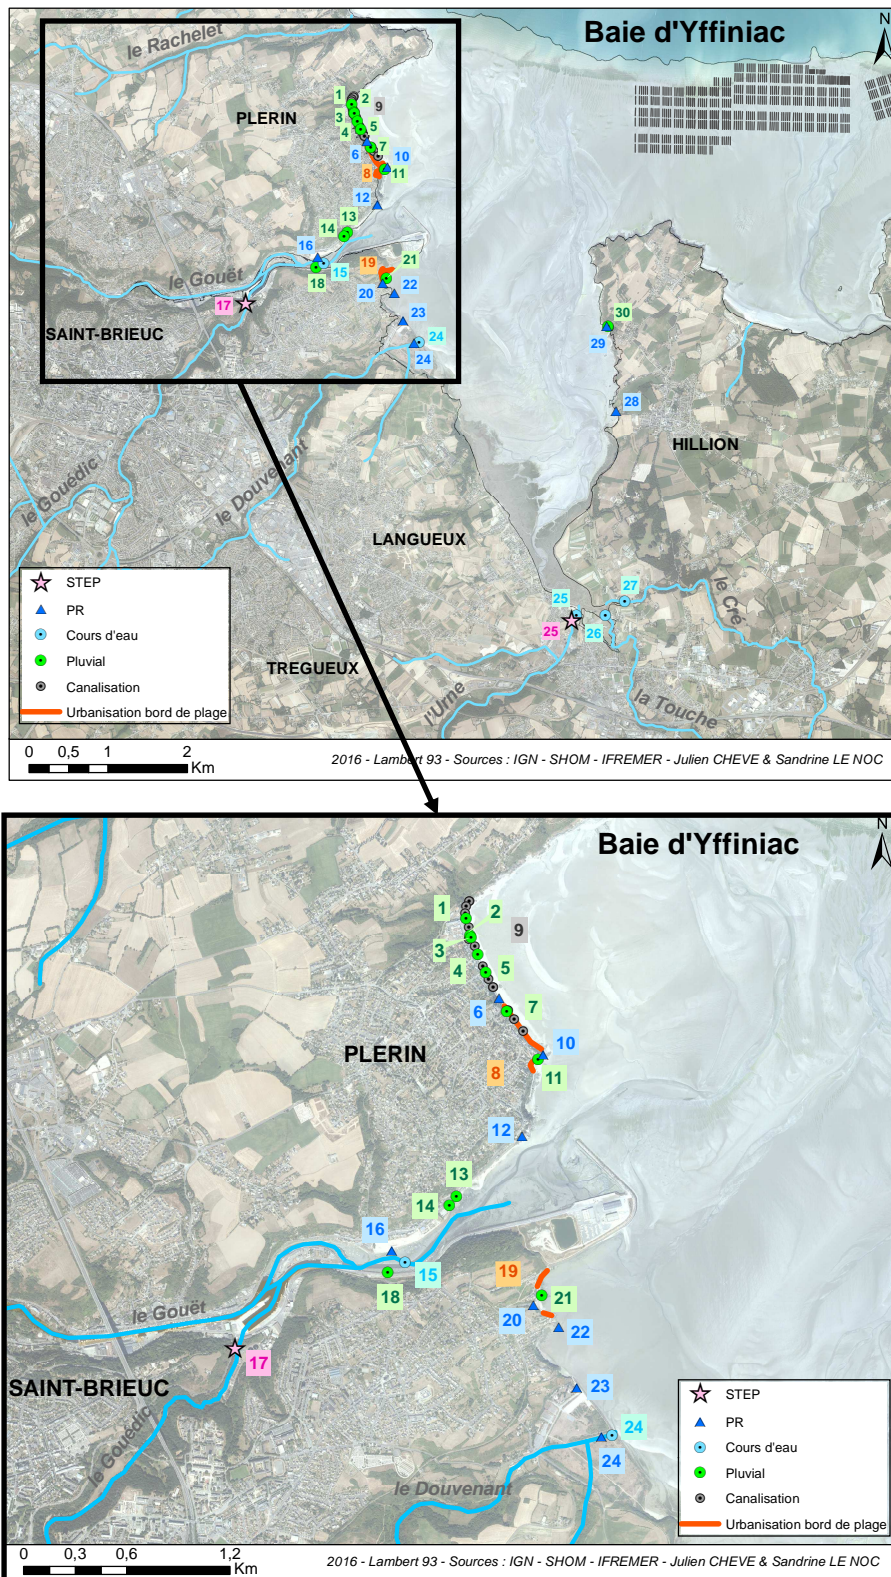 Baie d'Yffiniac
N
le Rachelet
PLERIN
1
2
3
9
4
5
6
7
8
10
11
12
13
14
16
15
le Gouët
18
19
21
20
22
17
23
24
24
SAINT-BRIEUC
30
29
28
HILLION
le Gouédic
le Douvenant
LANGUEUX
27
25
25
26
le Cré
TREGUEUX
l'Urne
la Touche
STEP
PR
Cours d'eau
Pluvial
Canalisation
Urbanisation bord de plage
0 0,5 1 2
Km
2016 - Lambert 93 - Sources : IGN - SHOM - IFREMER - Julien CHEVE & Sandrine LE NOC
Baie d'Yffiniac
N
1
2
9
3
4
5
6
7
PLERIN
10
8
11
12
13
14
16
15
18
19
21
20
22
le Gouët
17
SAINT-BRIEUC
23
24
24
le Gouédic
le Douvenant
STEP
PR
Cours d'eau
Pluvial
Canalisation
Urbanisation bord de plage
0 0,3 0,6 1,2
Km
2016 - Lambert 93 - Sources : IGN - SHOM - IFREMER - Julien CHEVE & Sandrine LE NOC